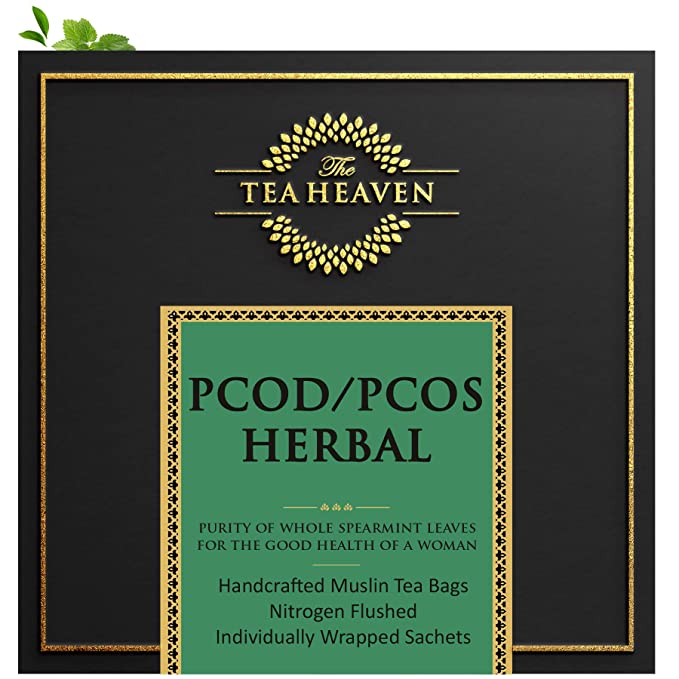 The
TEA HEAVEN
PCOD/PCOS
HERBAL
PURITY OF WHOLE SPEARMINT LEAVES
FOR THE GOOD HEALTH OF A WOMAN
Handcrafted Muslin Tea Bags
Nitrogen Flushed
Individually Wrapped Sachets